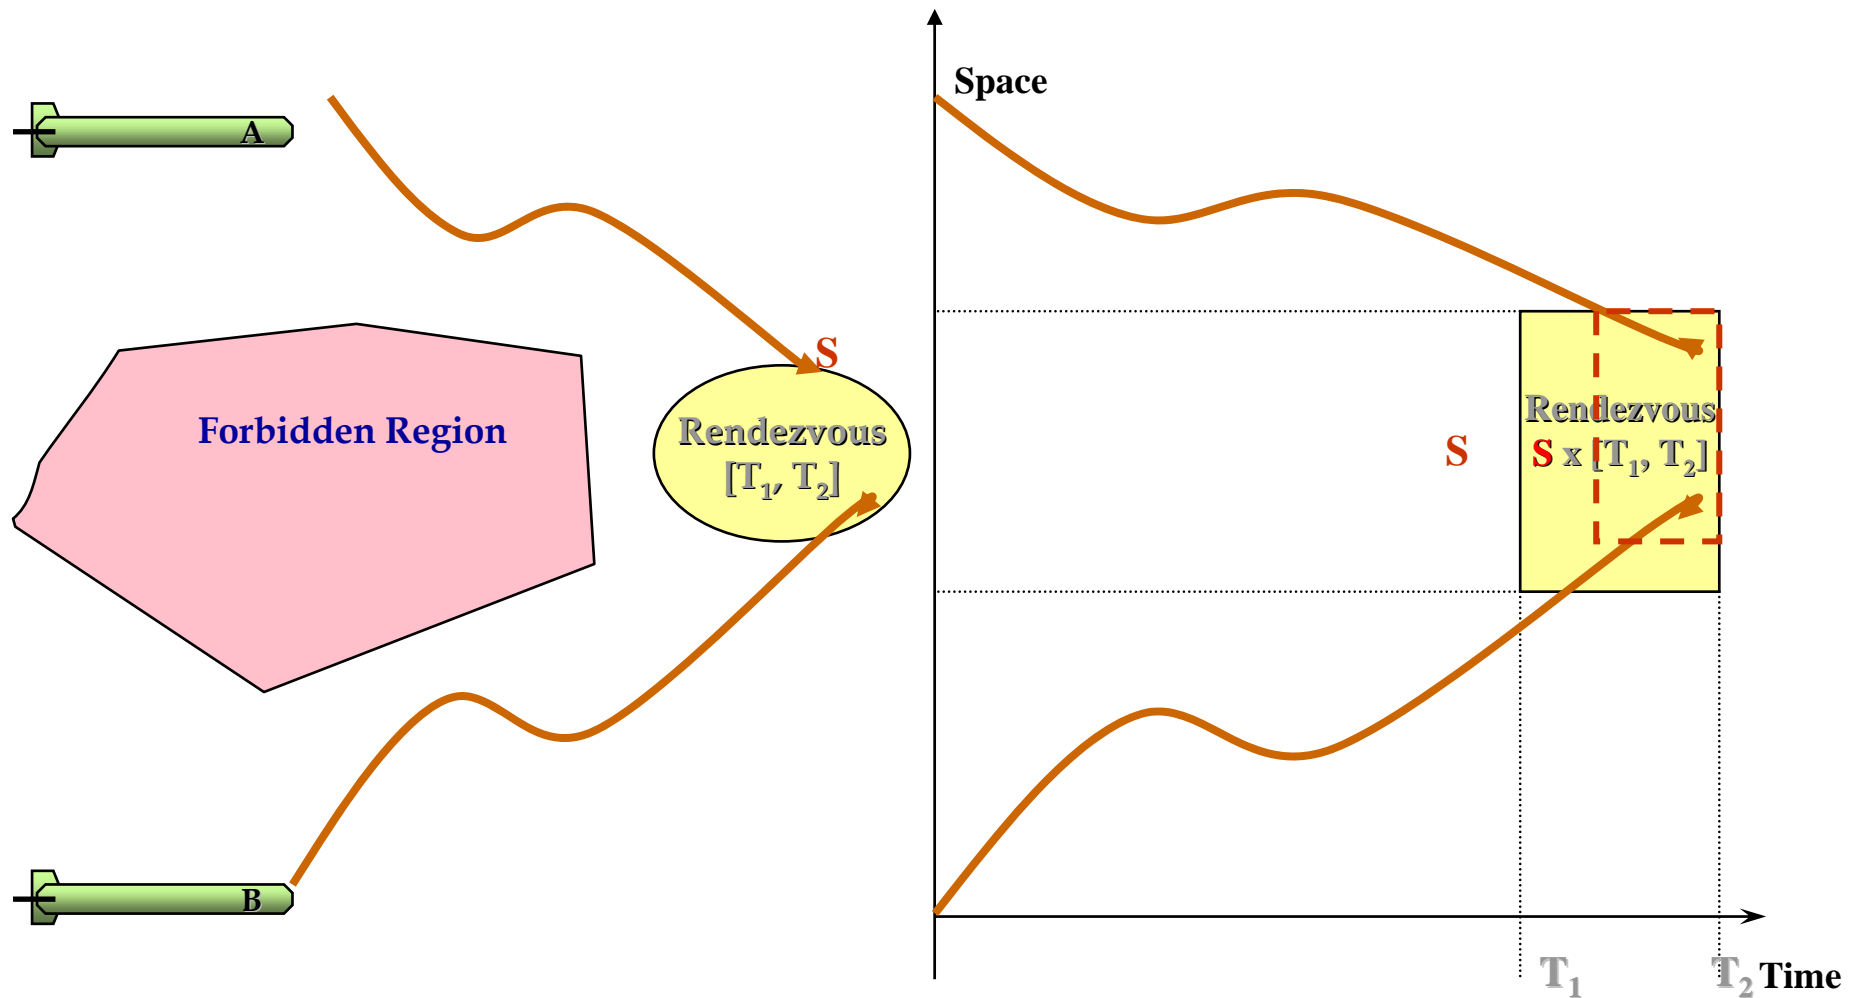 A
Forbidden Region
S
Rendezvous
[T₁, T₂]
B
Space
S
Rendezvous
S x [T₁, T₂]
T₁
T₂ Time